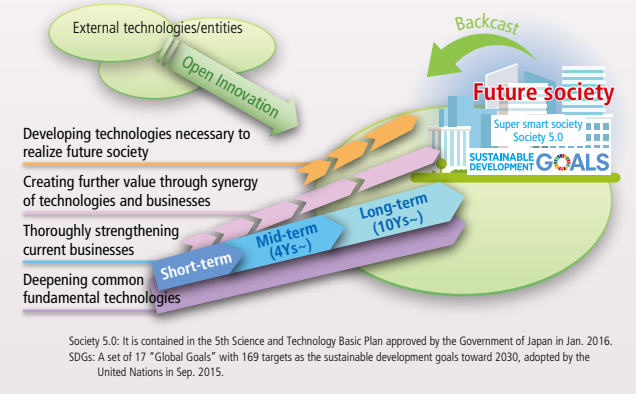 External technologies/entities
Open Innovation
Backcast
Future society
Super smart society
Society 5.0
SUSTAINABLE
DEVELOPMENT
GOALS
Developing technologies necessary to
realize future society
Creating further value through synergy
of technologies and businesses
Thoroughly strengthening
current businesses
Deepening common
fundamental technologies
Short-term
Mid-term
(4Ys~)
Long-term
(10Ys~)
Society 5.0: It is contained in the 5th Science and Technology Basic Plan approved by the Government of Japan in Jan. 2016.
SDGs: A set of 17 “Global Goals” with 169 targets as the sustainable development goals toward 2030, adopted by the
United Nations in Sep. 2015.